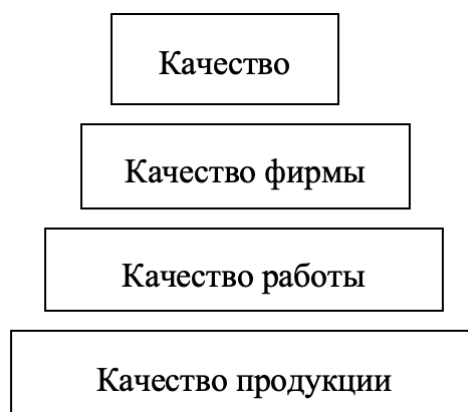 Качество
Качество фирмы
Качество работы
Качество продукции